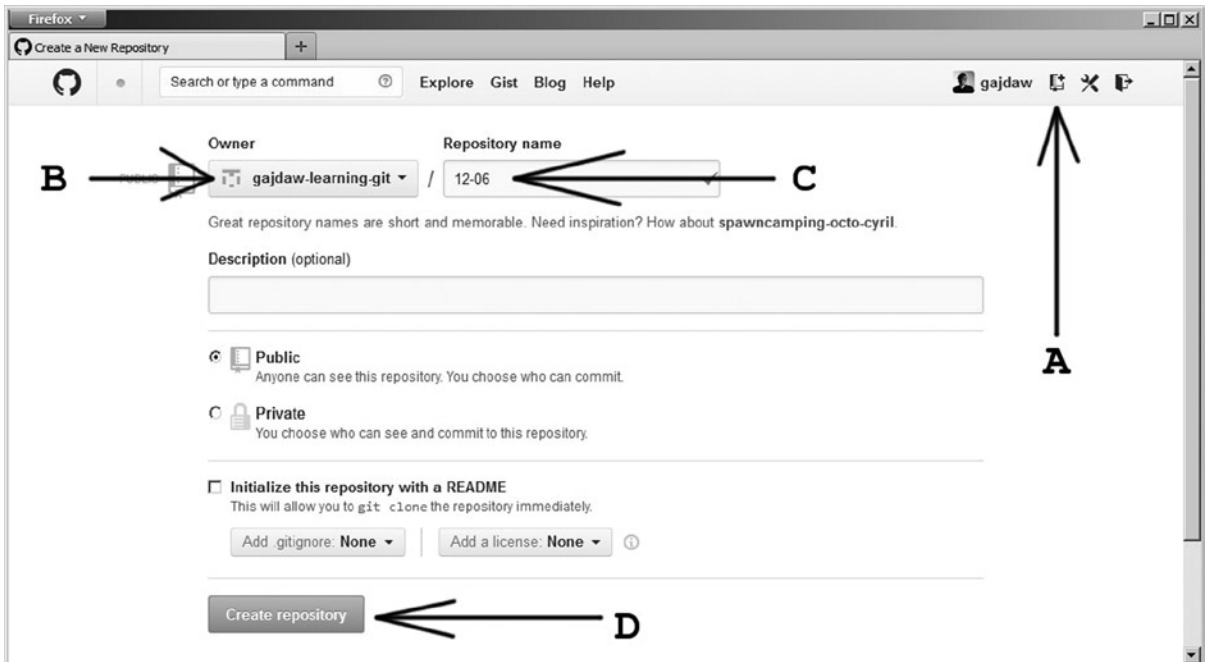 Firefox
Create a New Repository
+
Search or type a command
Explore Gist Blog Help
gajdaw
Owner
Repository name
B
PUBLIC
gajdaw-learning-git
/
12-06
C
Great repository names are short and memorable. Need inspiration? How about spawncamping-octo-cyril.
Description (optional)
A
Public
Anyone can see this repository. You choose who can commit.
Private
You choose who can see and commit to this repository.
Initialize this repository with a README
This will allow you to git clone the repository immediately.
Add .gitignore: None
Add a license: None
Create repository
D